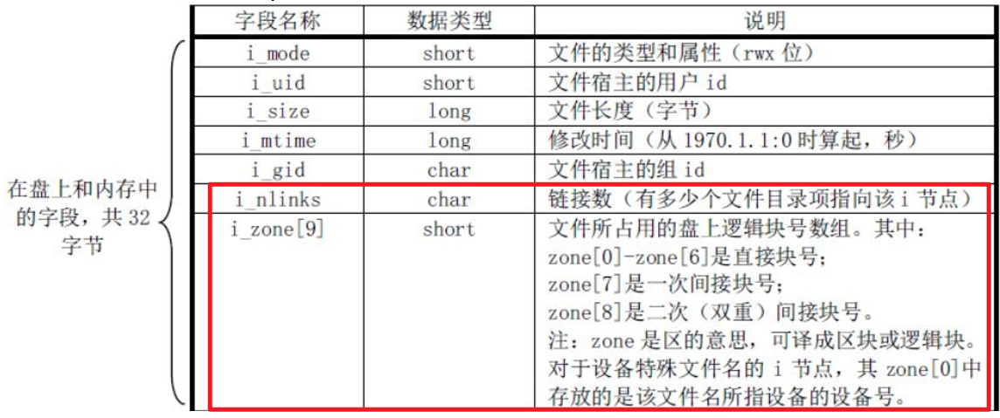 字段名称 数据类型 说明
i_mode short 文件的类型和属性（rwx 位）
i_uid short 文件宿主的用户 id
i_size long 文件长度（字节）
i_mtime long 修改时间（从 1970.1.1:0 时算起，秒）
i_gid char 文件宿主的组 id
i_nlinks char 链接数（有多少个文件目录项指向该 i 节点）
i_zone[9] short 文件所占用的盘上逻辑块号数组。其中：
zone[0]-zone[6]是直接块号；
zone[7]是一次间接块号；
zone[8]是二次（双重）间接块号。
注：zone 是区的意思，可译成区块或逻辑块。
对于设备特殊文件名的 i 节点，其 zone[0]中
存放的是该文件名所指设备的设备号。
在盘上和内存中
的字段，共 32
字节